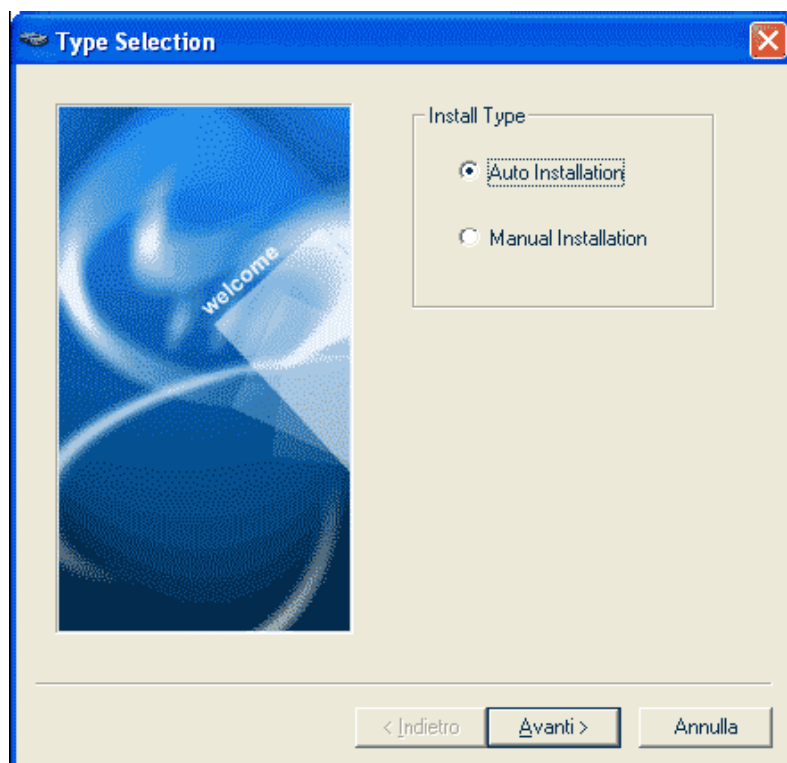 Type Selection
Install Type
Auto Installation
Manual Installation
welcome
< Indietro Avanti > Annulla